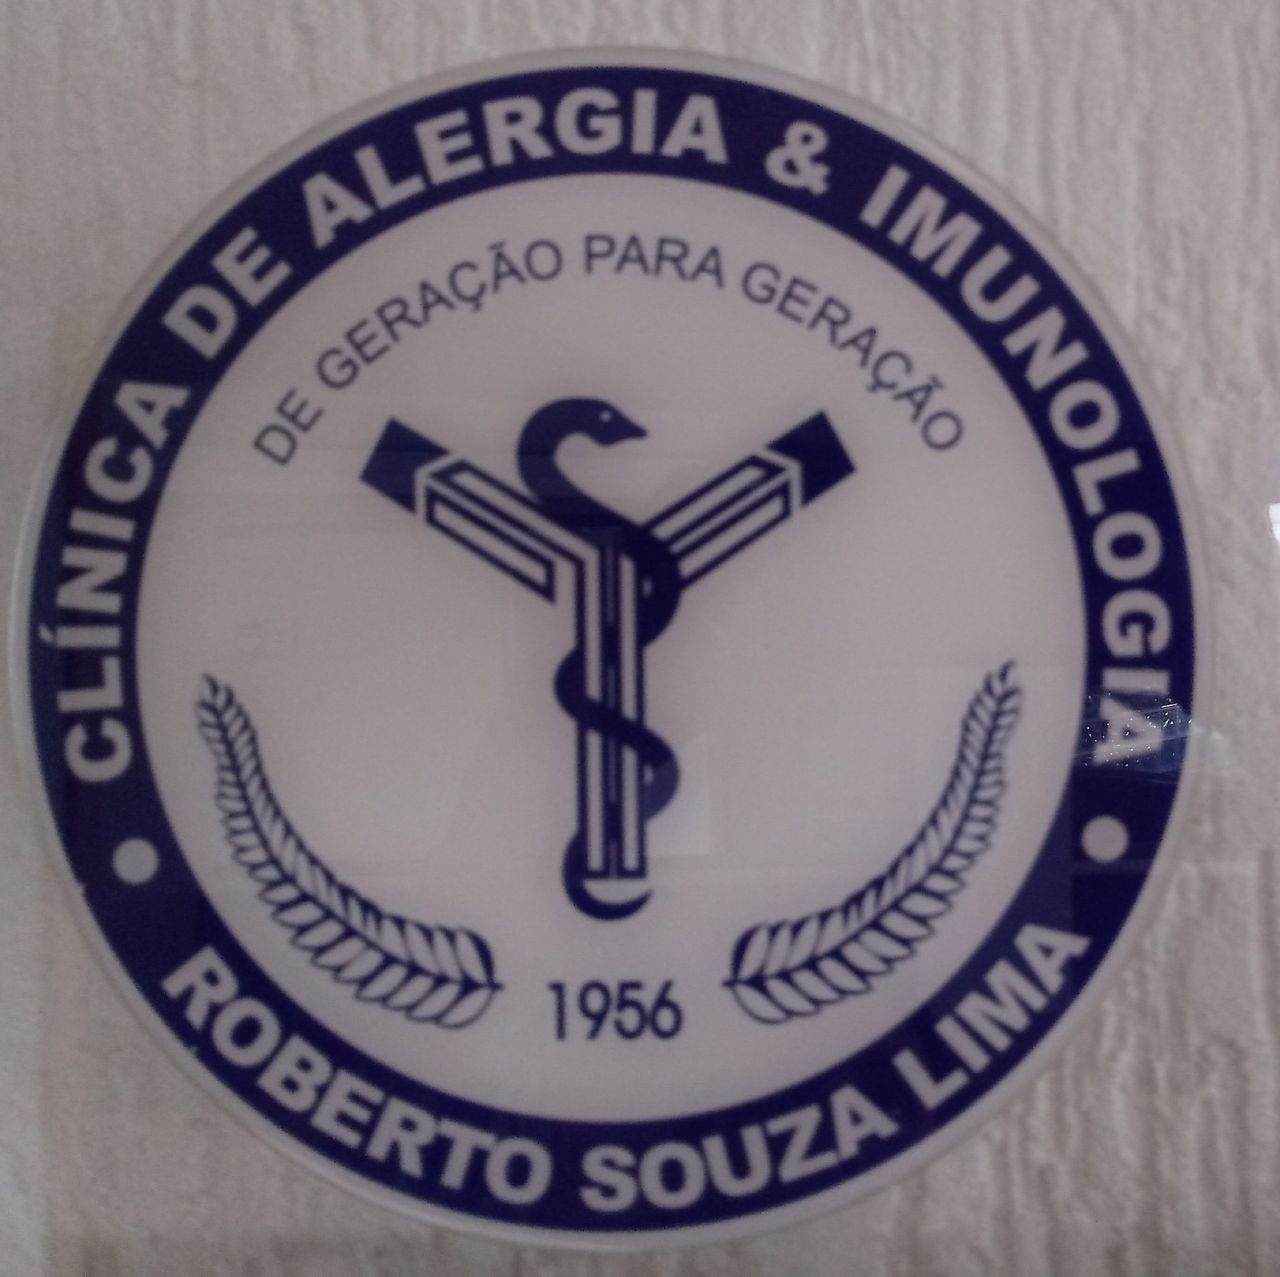 CLÍNICA DE ALERGIA & IMUNOLOGIA
DE GERAÇÃO PARA GERAÇÃO
1956
ROBERTO SOUZA LIMA